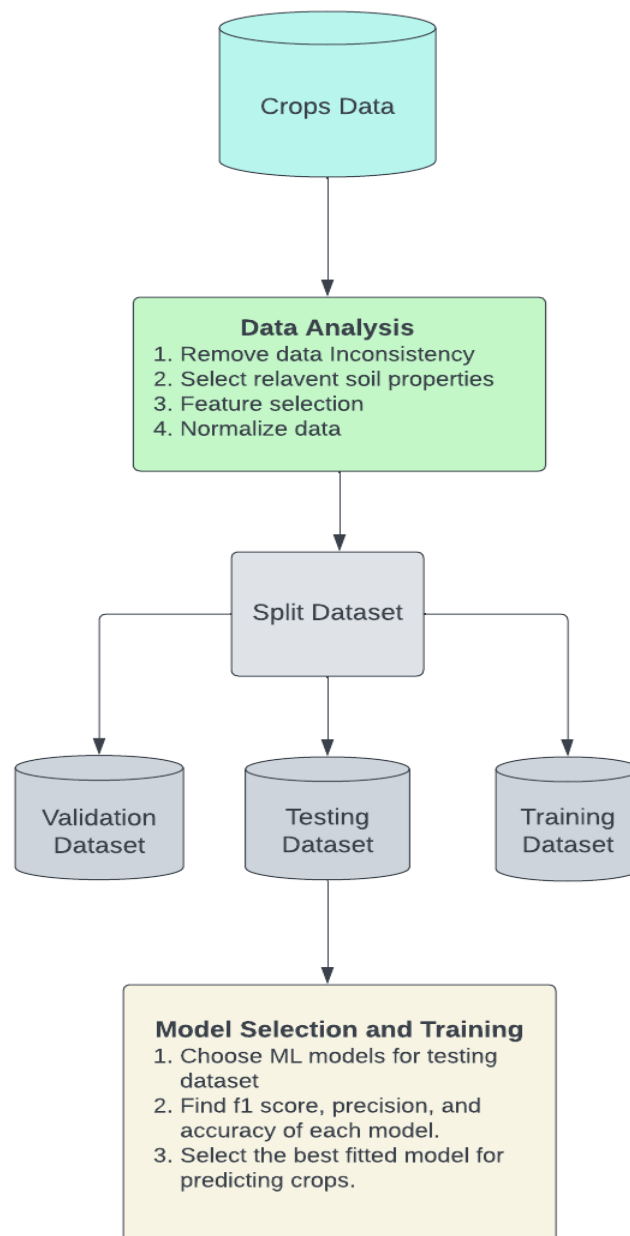 Crops Data
Data Analysis
1. Remove data Inconsistency
2. Select relavent soil properties
3. Feature selection
4. Normalize data
Split Dataset
Validation
Dataset
Testing
Dataset
Training
Dataset
Model Selection and Training
1. Choose ML models for testing
dataset
2. Find f1 score, precision, and
accuracy of each model.
3. Select the best fitted model for
predicting crops.